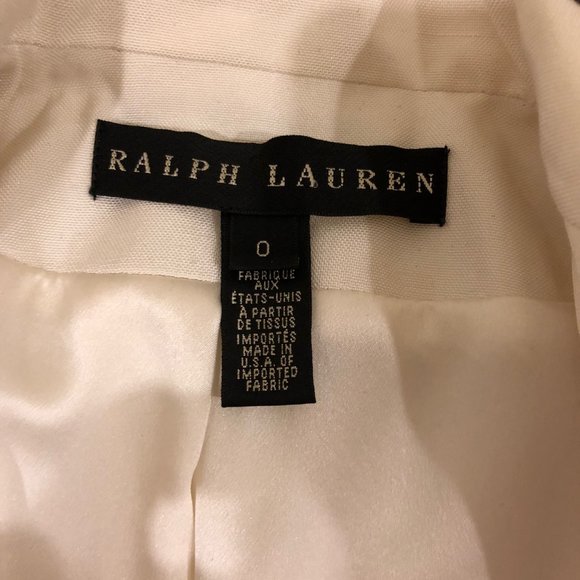 RALPH LAUREN
0
FABRIQUE
AUX
ÉTATS-UNIS
À PARTIR
DE TISSUS
IMPORTÉS
MADE IN
U.S.A. OF
IMPORTED
FABRIC